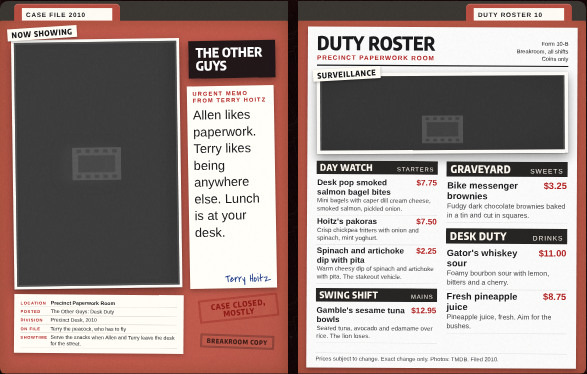 CASE FILE 2010
NOW SHOWING
THE OTHER
GUYS
URGENT MEMO
FROM TERRY HOITZ
Allen likes
paperwork.
Terry likes
being
anywhere
else. Lunch
is at your
desk.
Terry Hoitz
LOCATION Precinct Paperwork Room
POSTED The Other Guys: Desk Duty
DIVISION Precinct Desk, 2010
ON FILE Terry the peacock, who has to fly
SHOWTIME Serve the snacks when Allen and Terry leave the desk
for the street.
CASE CLOSED,
MOSTLY
BREAKROOM COPY
DUTY ROSTER 10
DUTY ROSTER
PRECINCT PAPERWORK ROOM
Form 10-B
Breakroom, all shifts
Coins only
SURVEILLANCE
DAY WATCH STARTERS
Desk pop smoked $7.75
salmon bagel bites
Mini bagels with caper dill cream cheese,
smoked salmon, pickled onion.
Hoitz's pakoras $7.50
Crisp chickpea fritters with onion and
spinach, mint yoghurt.
Spinach and artichoke $2.25
dip with pita
Warm cheesy dip of spinach and artichoke
with pita. The stakeout vehicle.
SWING SHIFT MAINS
Gamble's sesame tuna $12.95
bowls
Seared tuna, avocado and edamame over
rice. The lion loses.
GRAVEYARD SWEETS
Bike messenger $3.25
brownies
Fudgy dark chocolate brownies baked
in a tin and cut in squares.
DESK DUTY DRINKS
Gator's whiskey $11.00
sour
Foamy bourbon sour with lemon,
bitters and a cherry.
Fresh pineapple $8.75
juice
Pineapple juice, fresh. Aim for the
bushes.
Prices subject to change. Exact change only. Photos: TMDB. Filed 2010.